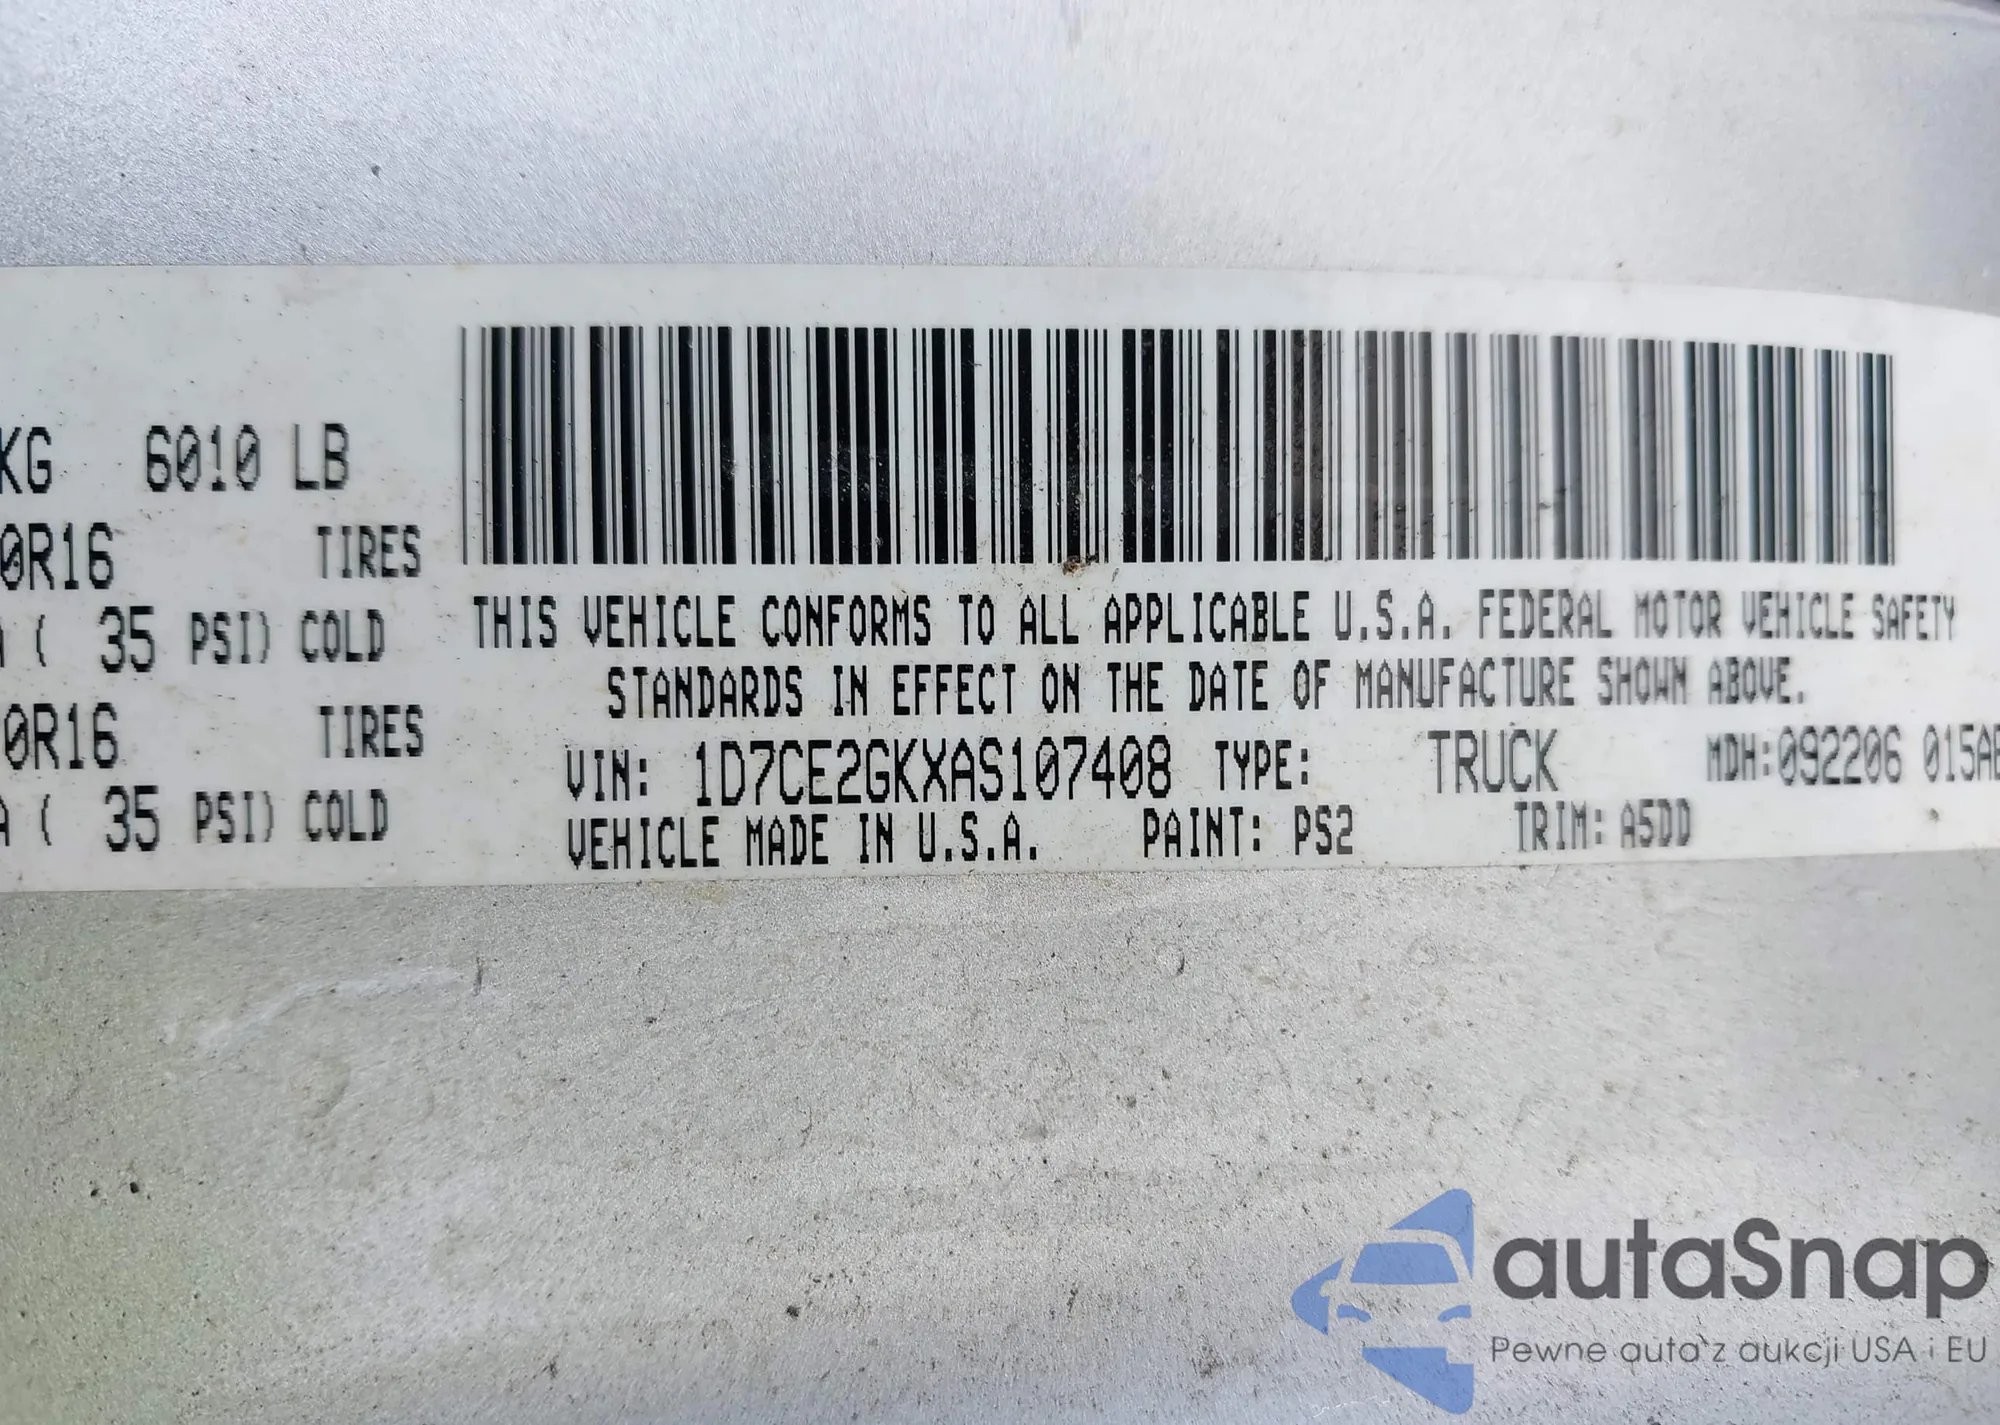 KG 6010 LB
0R16 TIRES
A ( 35 PSI) COLD
0R16 TIRES
A ( 35 PSI) COLD
THIS VEHICLE CONFORMS TO ALL APPLICABLE U.S.A. FEDERAL MOTOR VEHICLE SAFETY
STANDARDS IN EFFECT ON THE DATE OF MANUFACTURE SHOWN ABOVE.
VIN: 1D7CE2GKXAS107408 TYPE: TRUCK MDH:092206 015AE
VEHICLE MADE IN U.S.A. PAINT: PS2 TRIM: A5DD
autaSnap
Pewne auta z aukcji USA i EU